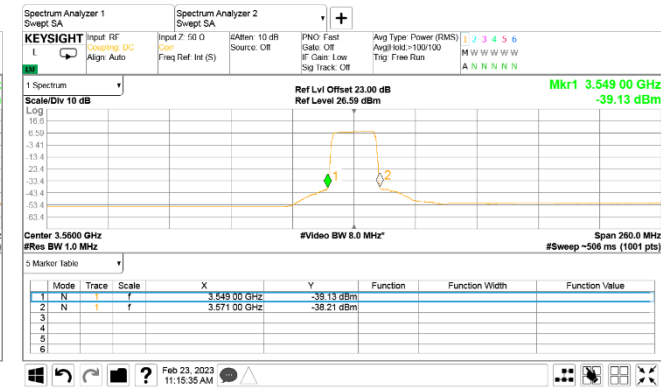 Spectrum Analyzer 1
Swept SA
Spectrum Analyzer 2
Swept SA
+
KEYSIGHT
L
Input: RF
Coupling: DC
Align: Auto
Input Z: 50 Ω
Corr
Freq Ref: Int (S)
#Atten: 10 dB
Source: Off
PNO: Fast
Gate: Off
IF Gain: Low
Sig Track: Off
Avg Type: Power (RMS)
Avg|Hold:>100/100
Trig: Free Run
1 2 3 4 5 6
M W W W W W
A N N N N N
1 Spectrum
Scale/Div 10 dB
Ref Lvl Offset 23.00 dB
Ref Level 26.59 dBm
Mkr1 3.549 00 GHz
-39.13 dBm
Log
16.6
6.59
-3.41
-13.4
-23.4
-33.4
-43.4
-53.4
-63.4
1
2
Center 3.5600 GHz
#Res BW 1.0 MHz
#Video BW 8.0 MHz*
Span 260.0 MHz
#Sweep ~506 ms (1001 pts)
5 Marker Table
Mode Trace Scale X Y Function Function Width Function Value
1 N 1 f 3.549 00 GHz -39.13 dBm
2 N 1 f 3.571 00 GHz -38.21 dBm
3
4
5
6
?
Feb 23, 2023
11:15:35 AM